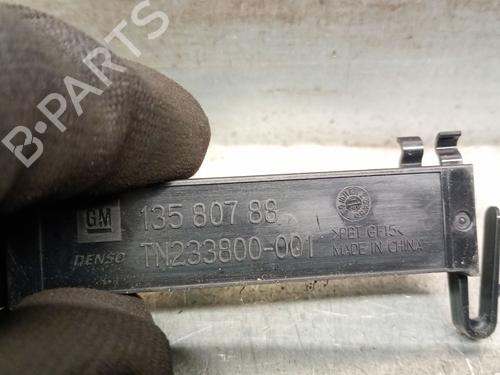 B-PARTS
GM
135 807 88
DENSO
TN233800-001
>PBT GF15<
MADE IN CHINA